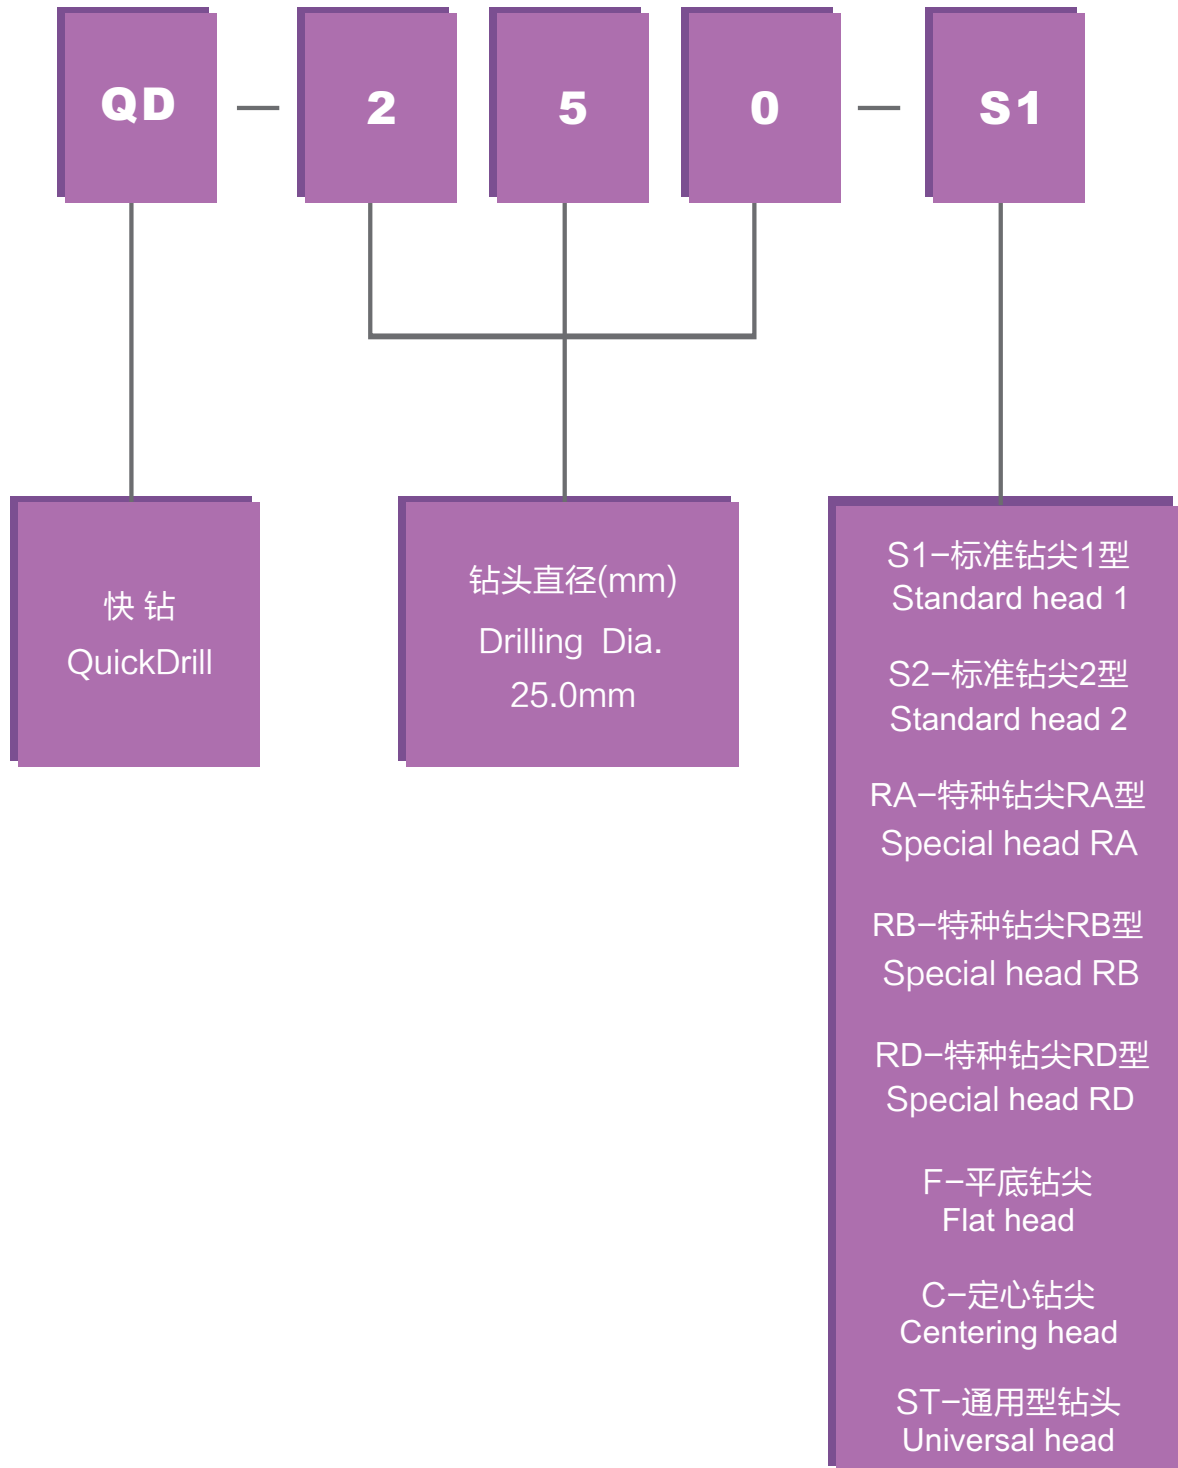 QD — 2 5 0 — S1
快 钻
QuickDrill
钻头直径(mm)
Drilling Dia.
25.0mm
S1-标准钻尖1型
Standard head 1
S2-标准钻尖2型
Standard head 2
RA-特种钻尖RA型
Special head RA
RB-特种钻尖RB型
Special head RB
RD-特种钻尖RD型
Special head RD
F-平底钻尖
Flat head
C-定心钻尖
Centering head
ST-通用型钻头
Universal head